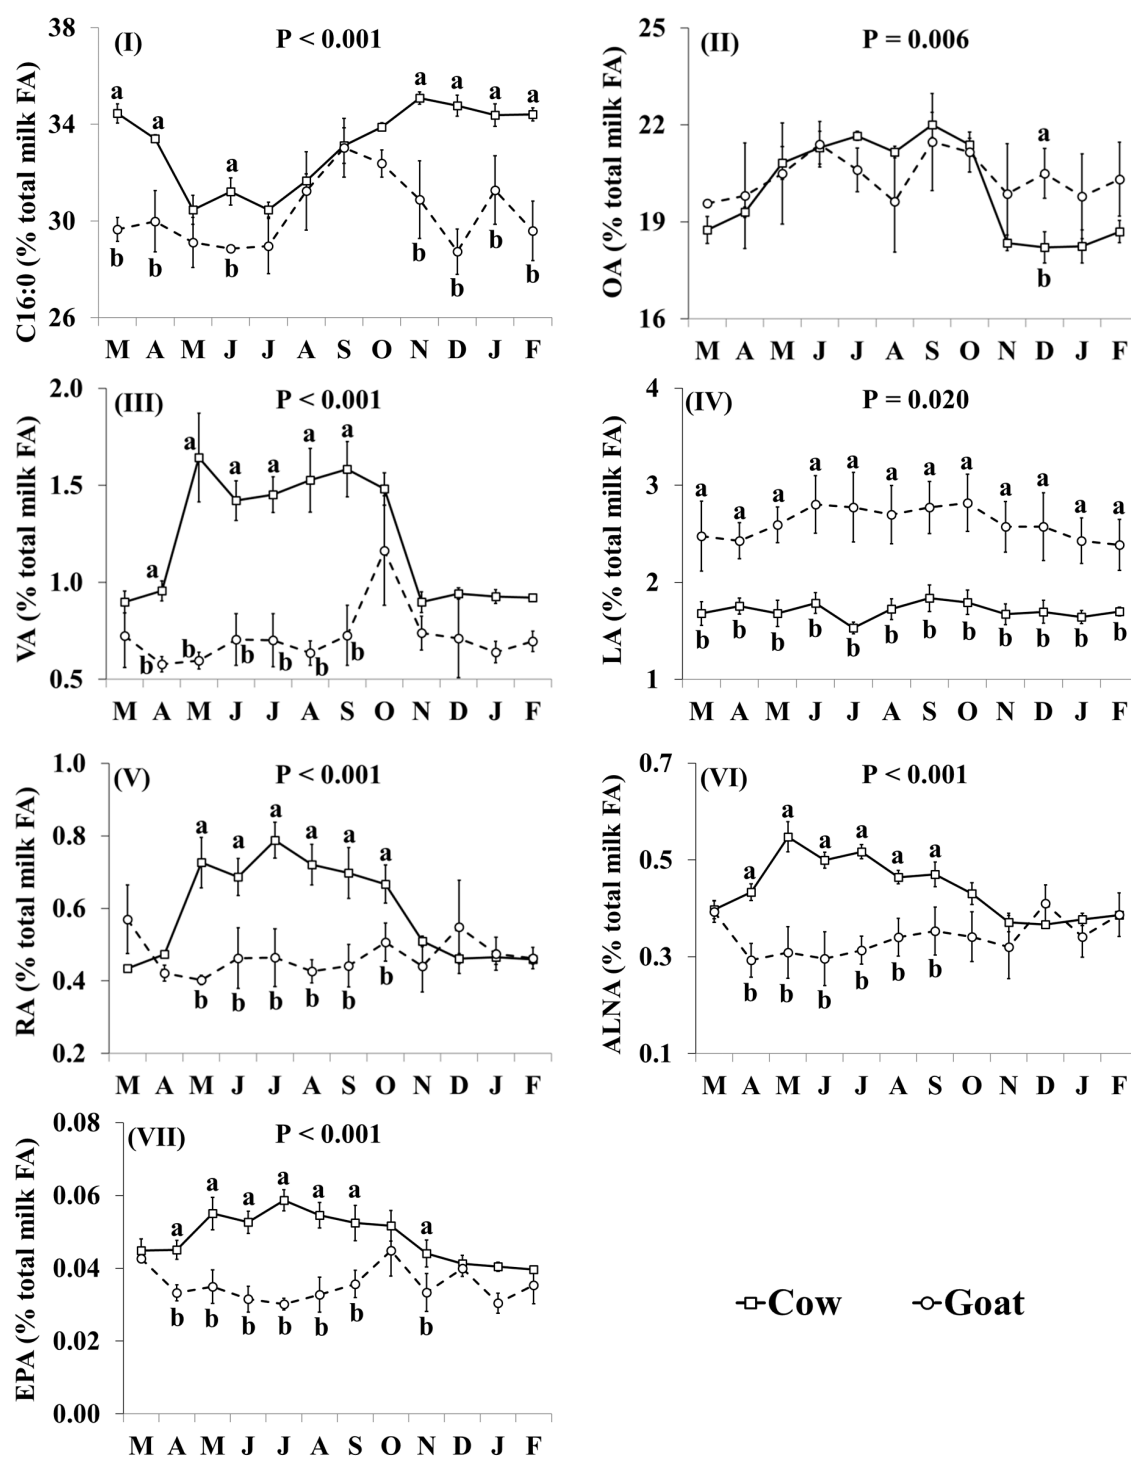 (I) P < 0.001
C16:0 (% total milk FA)
38
34
30
26
a a a a a a a
b b b b b b b
M A M J J A S O N D J F
(II) P = 0.006
OA (% total milk FA)
25
22
19
16
a
b
M A M J J A S O N D J F
(III) P < 0.001
VA (% total milk FA)
2.0
1.5
1.0
0.5
a a a a a a
b b b b b b
M A M J J A S O N D J F
(IV) P = 0.020
LA (% total milk FA)
4
3
2
1
a a a a a a a a a a a a
b b b b b b b b b b b b
M A M J J A S O N D J F
(V) P < 0.001
RA (% total milk FA)
1.0
0.8
0.6
0.4
0.2
a a a a a a
b b b b b b
M A M J J A S O N D J F
(VI) P < 0.001
ALNA (% total milk FA)
0.7
0.5
0.3
0.1
a a a a a a
b b b b b b
M A M J J A S O N D J F
(VII) P < 0.001
EPA (% total milk FA)
0.08
0.06
0.04
0.02
0.00
a a a a a a a
b b b b b b b
M A M J J A S O N D J F
Cow Goat